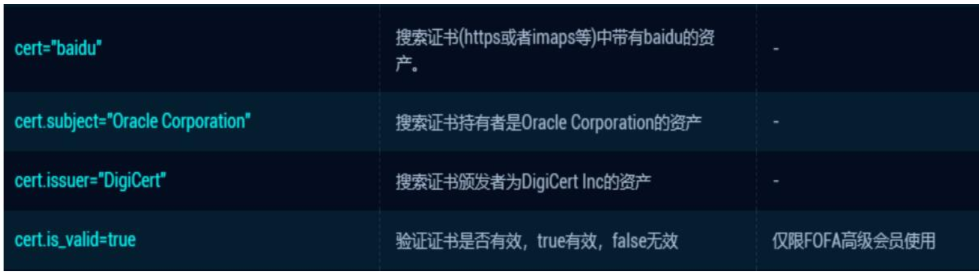 cert="baidu"
搜索证书(https或者imaps等)中带有baidu的资
产。
-
cert.subject="Oracle Corporation"
搜索证书持有者是Oracle Corporation的资产
-
cert.issuer="DigiCert"
搜索证书颁发者为DigiCert Inc的资产
-
cert.is_valid=true
验证证书是否有效，true有效，false无效
仅限FOFA高级会员使用